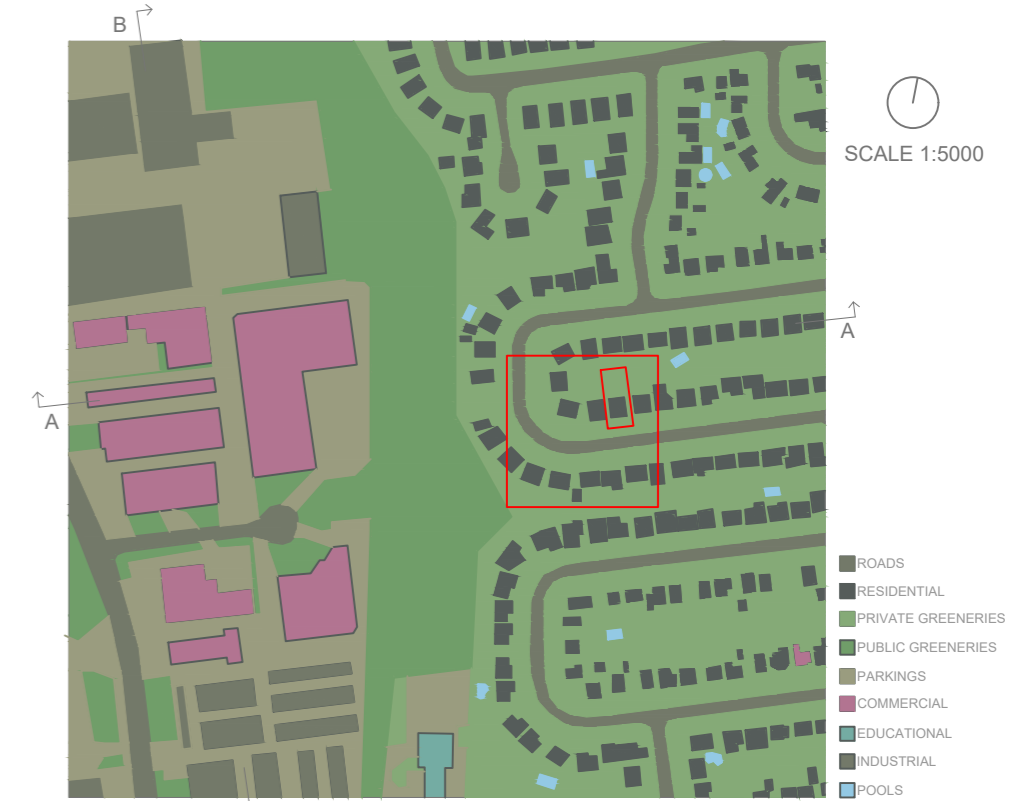 B
SCALE 1:5000
A
A
ROADS
RESIDENTIAL
PRIVATE GREENERIES
PUBLIC GREENERIES
PARKINGS
COMMERCIAL
EDUCATIONAL
INDUSTRIAL
POOLS